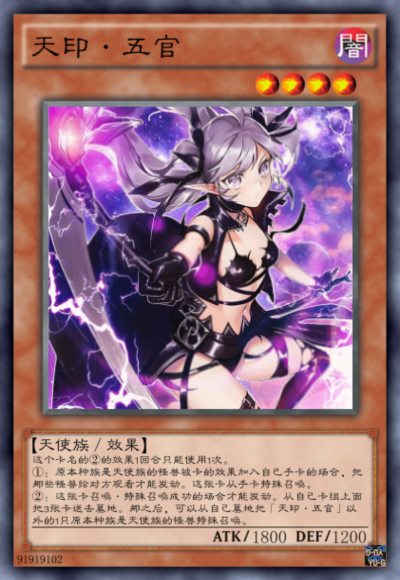 天印·五官
闇
【天使族/效果】
这个卡名的②的效果1回合只能使用1次。
①：原本种族是天使族的怪兽被卡的效果加入自己手卡的场合，把
那些怪兽给对方观看才能发动。这张卡从手卡特殊召唤。
②：这张卡召唤·特殊召唤成功的场合才能发动。从自己卡组上面
把3张卡送去墓地。那之后，可以从自己墓地把「天印·五官」以
外的1只原本种族是天使族的怪兽特殊召唤。
ATK/1800 DEF/1200
91919102